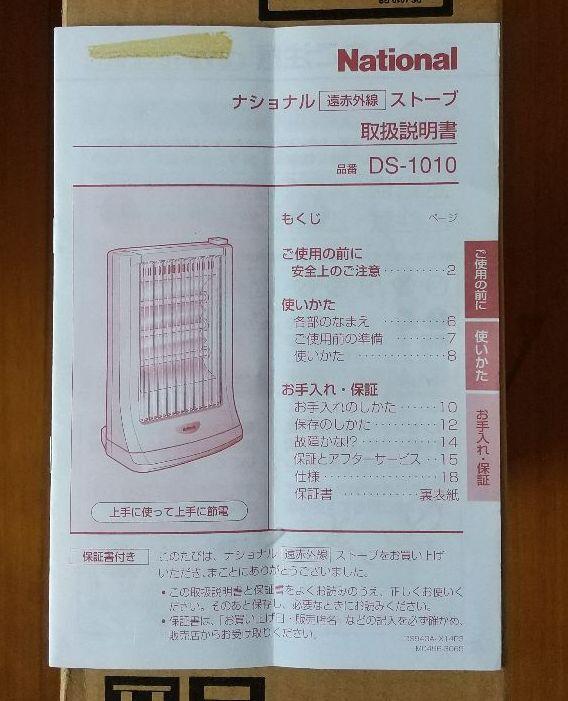 National
ナショナル 遠赤外線 ストーブ
取扱説明書
品番 DS-1010
もくじ ページ
ご使用の前に
安全上のご注意 ·········· 2
使いかた
各部のなまえ ·········· 6
ご使用前の準備 ········· 7
使いかた ············ 8
お手入れ・保証
お手入れのしかた ······ 10
保存のしかた ·········· 12
故障かな!? ··········· 14
保証とアフターサービス ·· 15
仕様 ··············· 18
保証書 ··········· 裏表紙
ご使用の前に
使いかた
お手入れ・保証
National
上手に使って上手に節電
保証書付き
このたびは、ナショナル 遠赤外線 ストーブをお買い上げ
いただき、まことにありがとうございました。
・この取扱説明書と保証書をよくお読みのうえ、正しくお使いく
ださい。そのあと保存し、必要なときにお読みください。
・保証書は、「お買い上げ日・販売店名」などの記入を必ず確かめ、
販売店からお受け取りください。